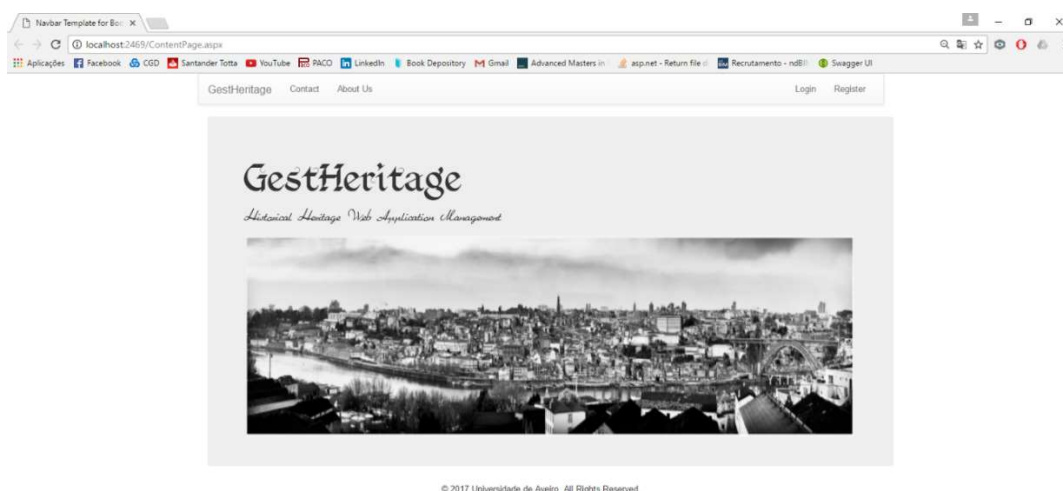 Navbar Template for Boo
localhost:2469/ContentPage.aspx
Aplicações Facebook CGD Santander Totta YouTube PACO LinkedIn Book Depository Gmail Advanced Masters in asp.net - Return file Recrutamento - Swagger UI
GestHeritage Contact About Us Login Register
GestHeritage
Historical Heritage Web Application Management
© 2017 Universidade de Aveiro. All Rights Reserved